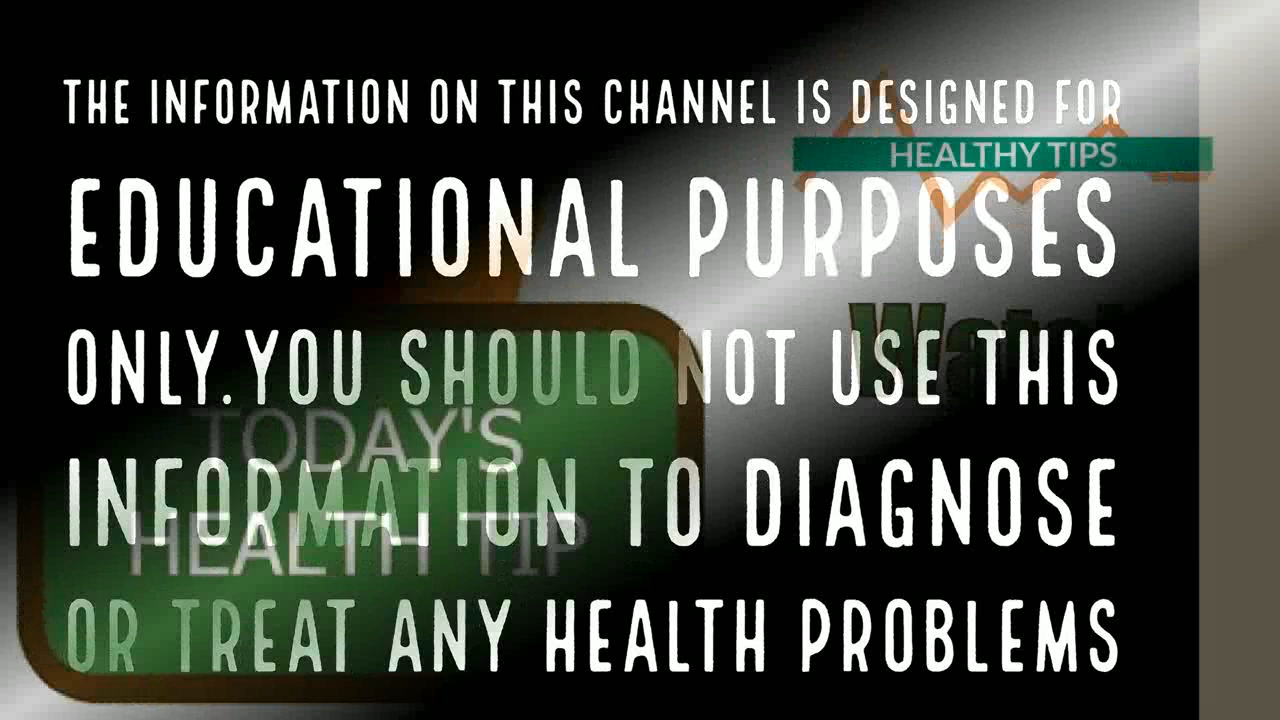 THE INFORMATION ON THIS CHANNEL IS DESIGNED FOR
HEALTHY TIPS
EDUCATIONAL PURPOSES
ONLY.YOU SHOULD NOT USE THIS
TODAY'S
INFORMATION TO DIAGNOSE
HEALTH TIP
OR TREAT ANY HEALTH PROBLEMS